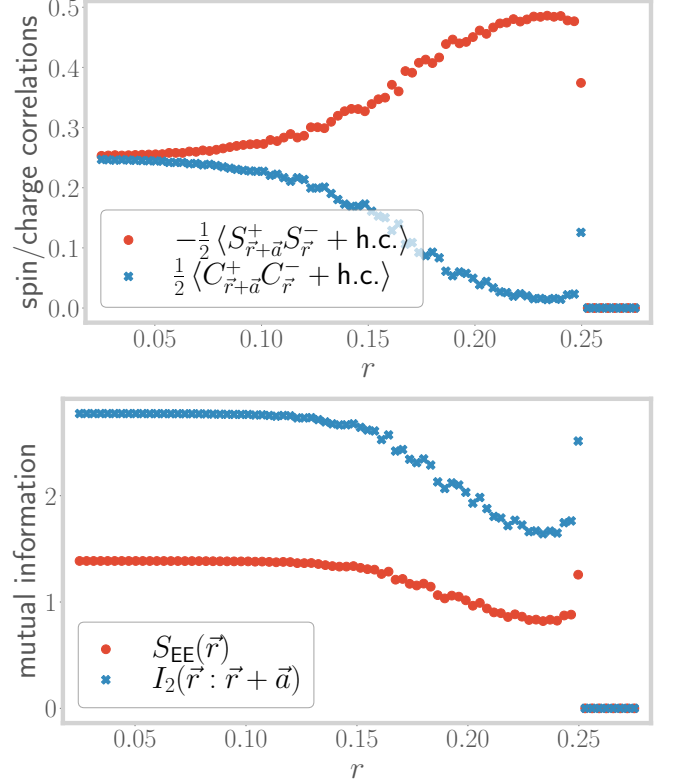 0.5
0.4
0.3
0.2
0.1
0.0
spin/charge correlations
−½⟨S⁺_{r⃗+a⃗} S⁻_{r⃗} + h.c.⟩
½⟨C⁺_{r⃗+a⃗} C⁻_{r⃗} + h.c.⟩
0.05 0.10 0.15 0.20 0.25
r
2
1
0
mutual information
S_EE(r⃗)
I₂(r⃗ : r⃗ + a⃗)
0.05 0.10 0.15 0.20 0.25
r